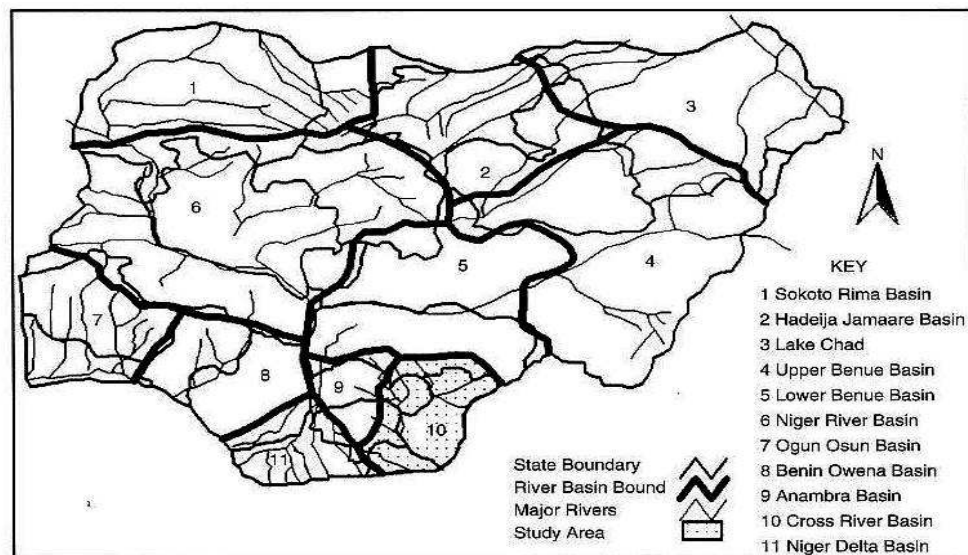 1
3
2
N
6
5
4
KEY
1 Sokoto Rima Basin
7
2 Hadeija Jamaare Basin
3 Lake Chad
8
4 Upper Benue Basin
9
5 Lower Benue Basin
10
6 Niger River Basin
11
7 Ogun Osun Basin
State Boundary
8 Benin Owena Basin
River Basin Bound
9 Anambra Basin
Major Rivers
10 Cross River Basin
Study Area
11 Niger Delta Basin